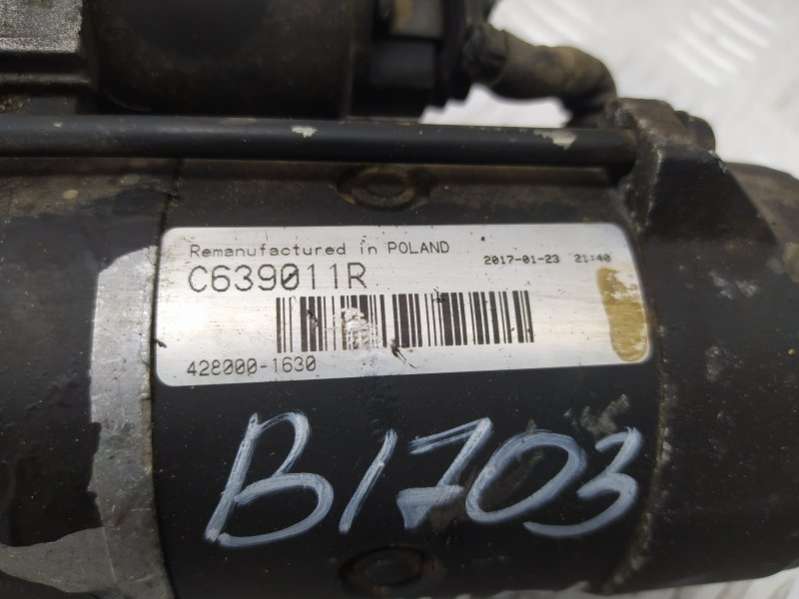 Remanufactured in POLAND 2017-01-23 21:40
C639011R
428000-1630
B1703